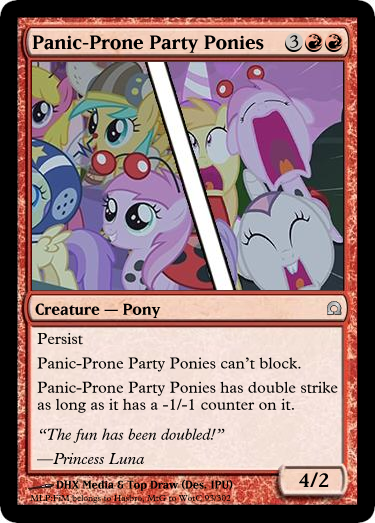 Panic-Prone Party Ponies 3
Creature — Pony
Persist
Panic-Prone Party Ponies can't block.
Panic-Prone Party Ponies has double strike
as long as it has a -1/-1 counter on it.
“The fun has been doubled!”
—Princess Luna
DHX Media & Top Draw (Des. IPU)
MLP:FiM belongs to Hasbro, MtG to WotC. 93/302
4/2